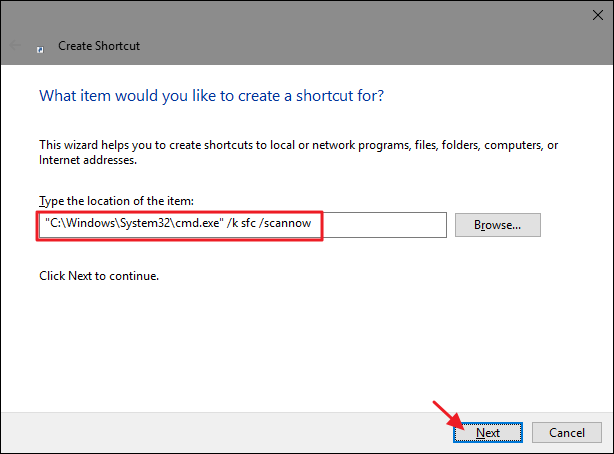 Create Shortcut
What item would you like to create a shortcut for?
This wizard helps you to create shortcuts to local or network programs, files, folders, computers, or
Internet addresses.
Type the location of the item:
"C:\Windows\System32\cmd.exe" /k sfc /scannow
Browse...
Click Next to continue.
Next
Cancel